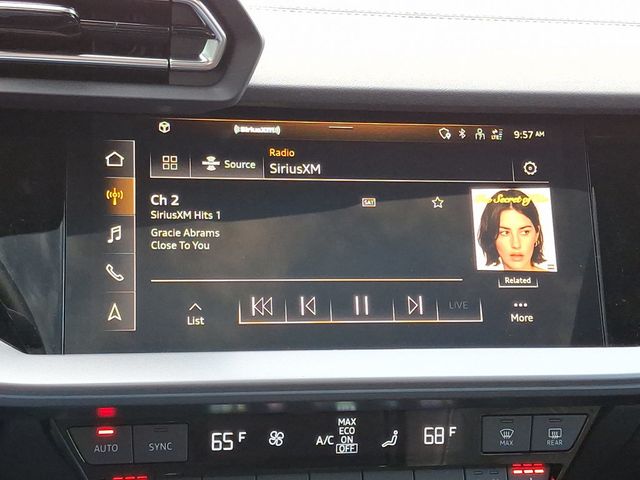 ((SiriusXM))
LTE
9:57 AM
Source
Radio
SiriusXM
Ch 2
SAT
SiriusXM Hits 1
Gracie Abrams
Close To You
The Secret of Us
Related
List
LIVE
More
AUTO
SYNC
65 F
A/C
MAX
ECO
ON
OFF
68 F
MAX
REAR